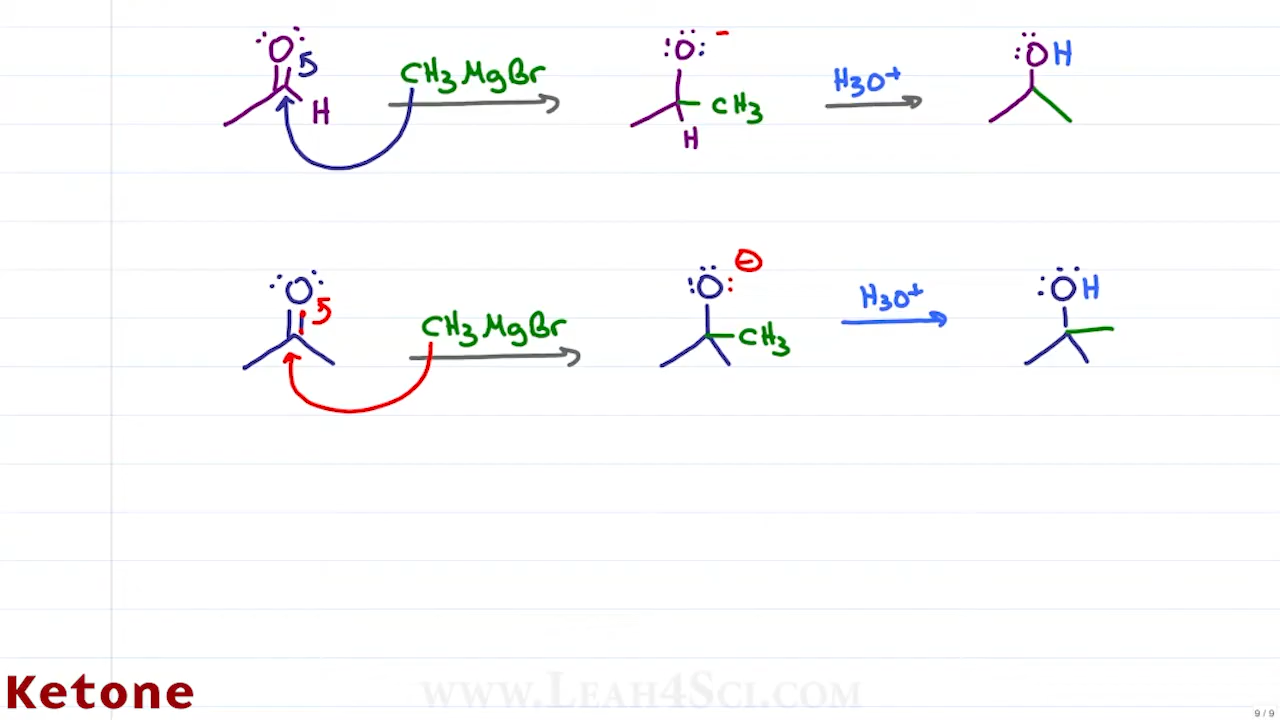 O O⁻ OH
CH3MgBr H3O+
H CH3
H
O O⊖ OH
CH3MgBr H3O+
CH3
Ketone
www.Leah4Sci.com
9 / 9